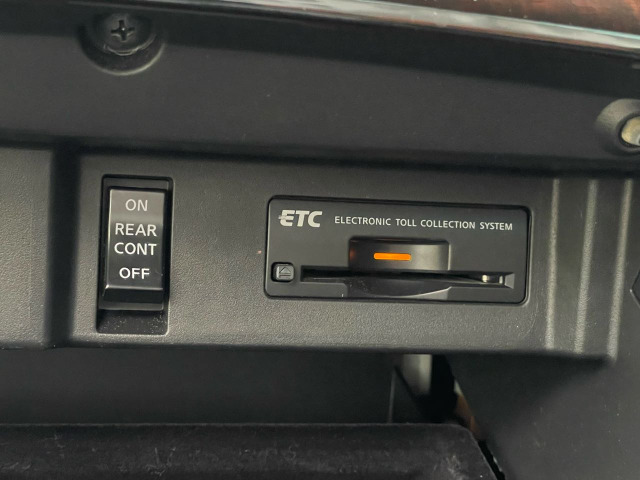 ON
REAR
CONT
OFF
ETC ELECTRONIC TOLL COLLECTION SYSTEM